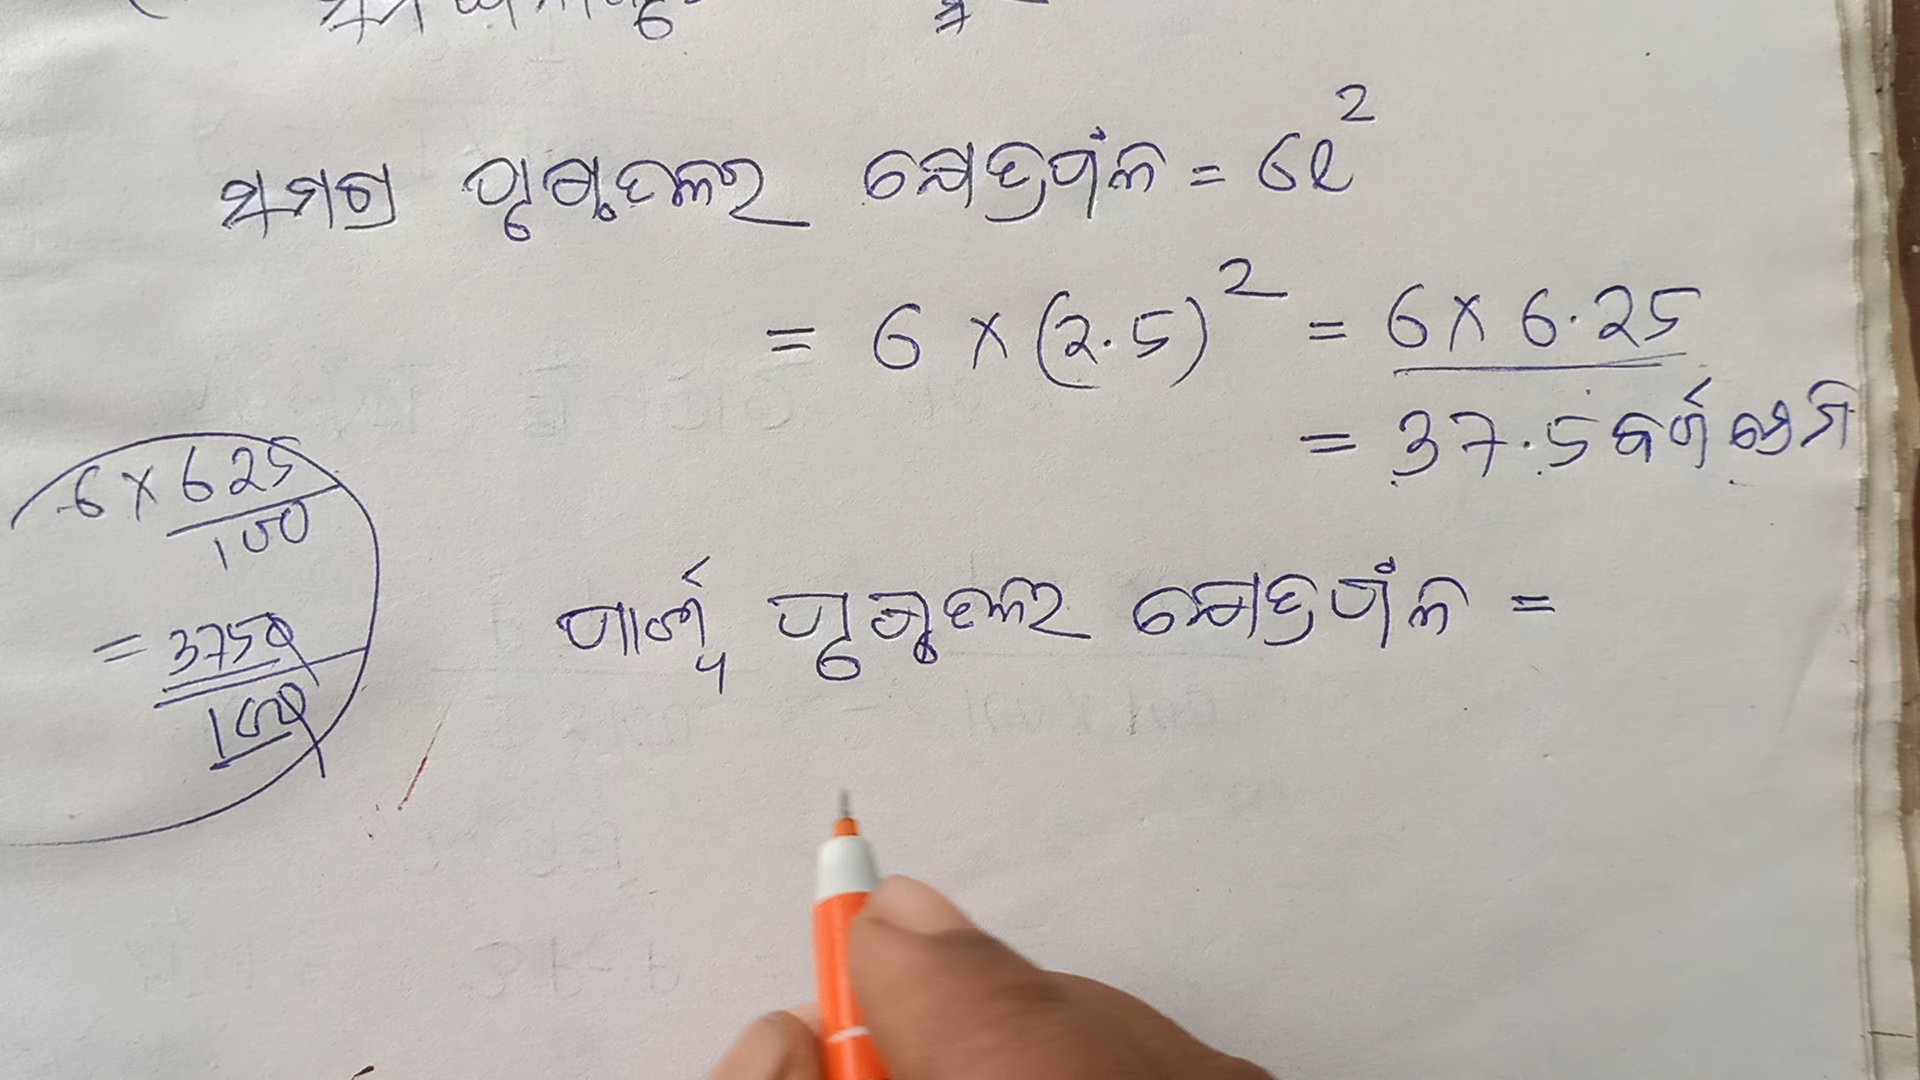 ସମଗ୍ର ପୃଷ୍ଠତଳର କ୍ଷେତ୍ରଫଳ = 6l²
= 6 × (2.5)² = 6 × 6.25
= 37.5 ବର୍ଗ ସେମି
6 × 625/100
= 3750/100
ପାର୍ଶ୍ୱ ପୃଷ୍ଠତଳର କ୍ଷେତ୍ରଫଳ =